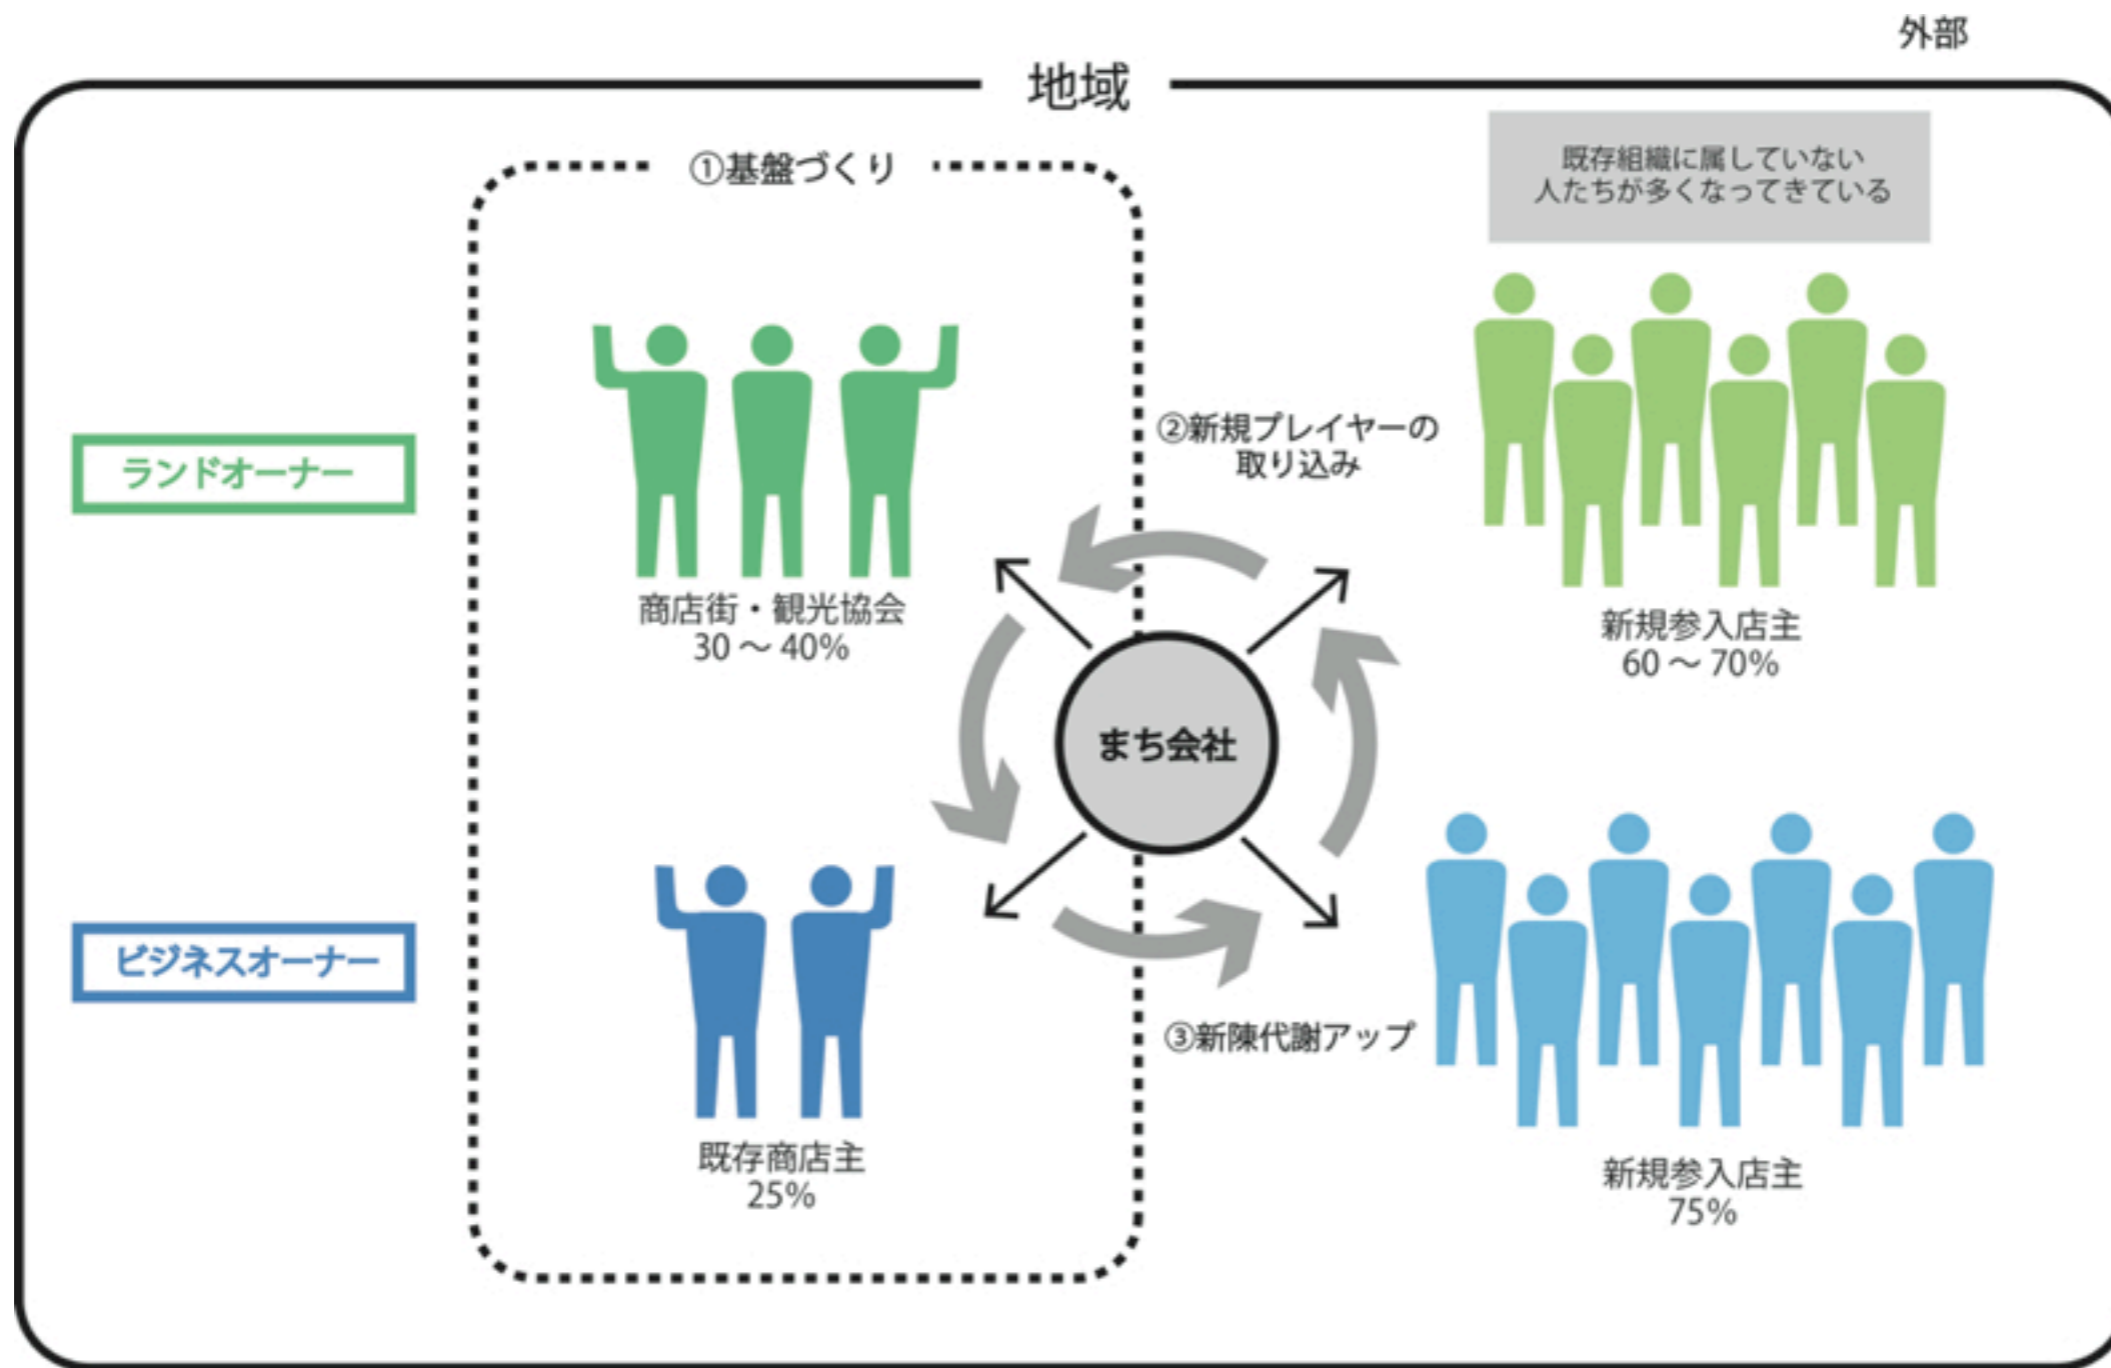 外部
地域
①基盤づくり
既存組織に属していない
人たちが多くなってきている
②新規プレイヤーの
取り込み
ランドオーナー
商店街・観光協会
30 〜 40%
新規参入店主
60 〜 70%
まち会社
ビジネスオーナー
③新陳代謝アップ
既存商店主
25%
新規参入店主
75%